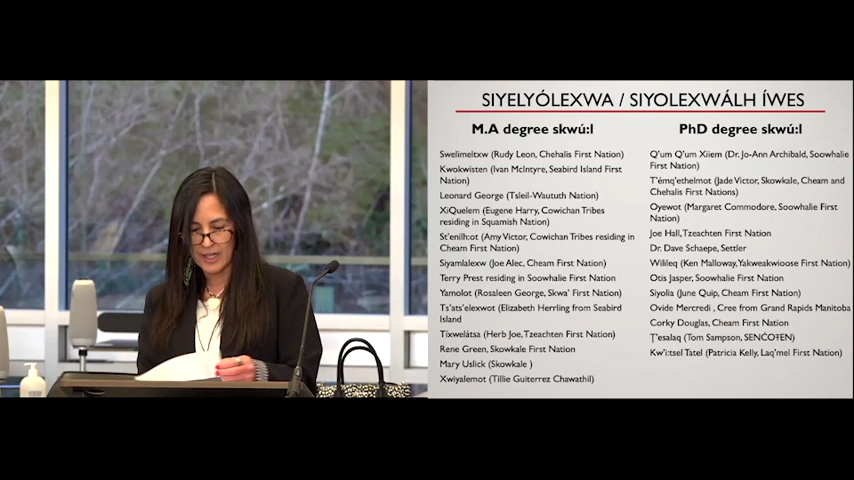 SIYELYÓLEXWA / SIYOLEXWÁLH ÍWES
M.A degree skwú:l
Swelimeltxw (Rudy Leon, Chehalis First Nation)
Kwokwisten (Ivan McIntyre, Seabird Island First
Nation)
Leonard George (Tsleil-Waututh Nation)
XiQuelem (Eugene Harry, Cowichan Tribes
residing in Squamish Nation)
St'enilh:ot (Amy Victor, Cowichan Tribes residing in
Cheam First Nation)
Siyamlalexw (Joe Alec, Cheam First Nation)
Terry Prest residing in Soowhalie First Nation
Yamolot (Rosaleen George, Skwa' First Nation)
Ts'ats'elexwot (Elizabeth Herrling from Seabird
Island
Tíxwelátsa (Herb Joe, Tzeachten First Nation)
Rene Green, Skowkale First Nation
Mary Uslick (Skowkale )
Xwiyalemot (Tillie Guiterrez Chawathil)
PhD degree skwú:l
Q'um Q'um Xiiem (Dr. Jo-Ann Archibald, Soowhalie
First Nation)
T'émq'ethelmot (Jade Victor, Skowkale, Cheam and
Chehalis First Nations)
Oyewot (Margaret Commodore, Soowhalie First
Nation)
Joe Hall, Tzeachten First Nation
Dr. Dave Schaepe, Settler
Wílileq (Ken Malloway, Yakweakwioose First Nation)
Otis Jasper, Soowhalie First Nation
Siyolia (June Quip, Cheam First Nation)
Ovide Mercredi , Cree from Grand Rapids Manitoba
Corky Douglas, Cheam First Nation
Ṯ'esalaq (Tom Sampson, SENĆOŦEN)
Kw'i:tsel Tatel (Patricia Kelly, Laq'mel First Nation)